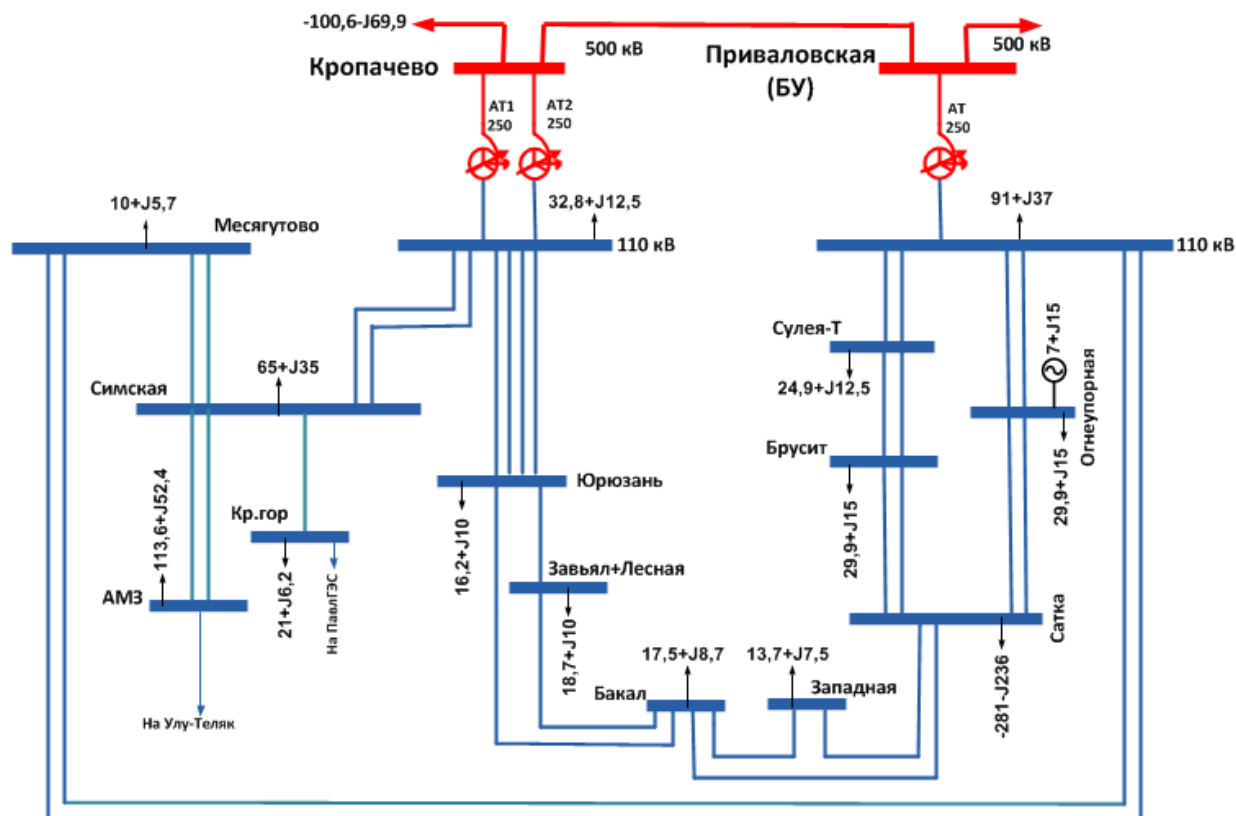 -100,6-J69,9
500 кВ
Кропачево
Приваловская
(БУ)
500 кВ
АТ1
250
АТ2
250
АТ
250
10+J5,7
Месягутово
32,8+J12,5
110 кВ
91+J37
110 кВ
Сулея-Т
24,9+J12,5
7+J15
Огнеупорная
29,9+J15
Симская
65+J35
Брусит
29,9+J15
113,6+J52,4
АМЗ
Кр.гор
21+J6,2
На ПавлГЭС
Юрюзань
16,2+J10
Завьял+Лесная
18,7+J10
Сатка
-281-J236
17,5+J8,7
Бакал
13,7+J7,5
Западная
На Улу-Теляк